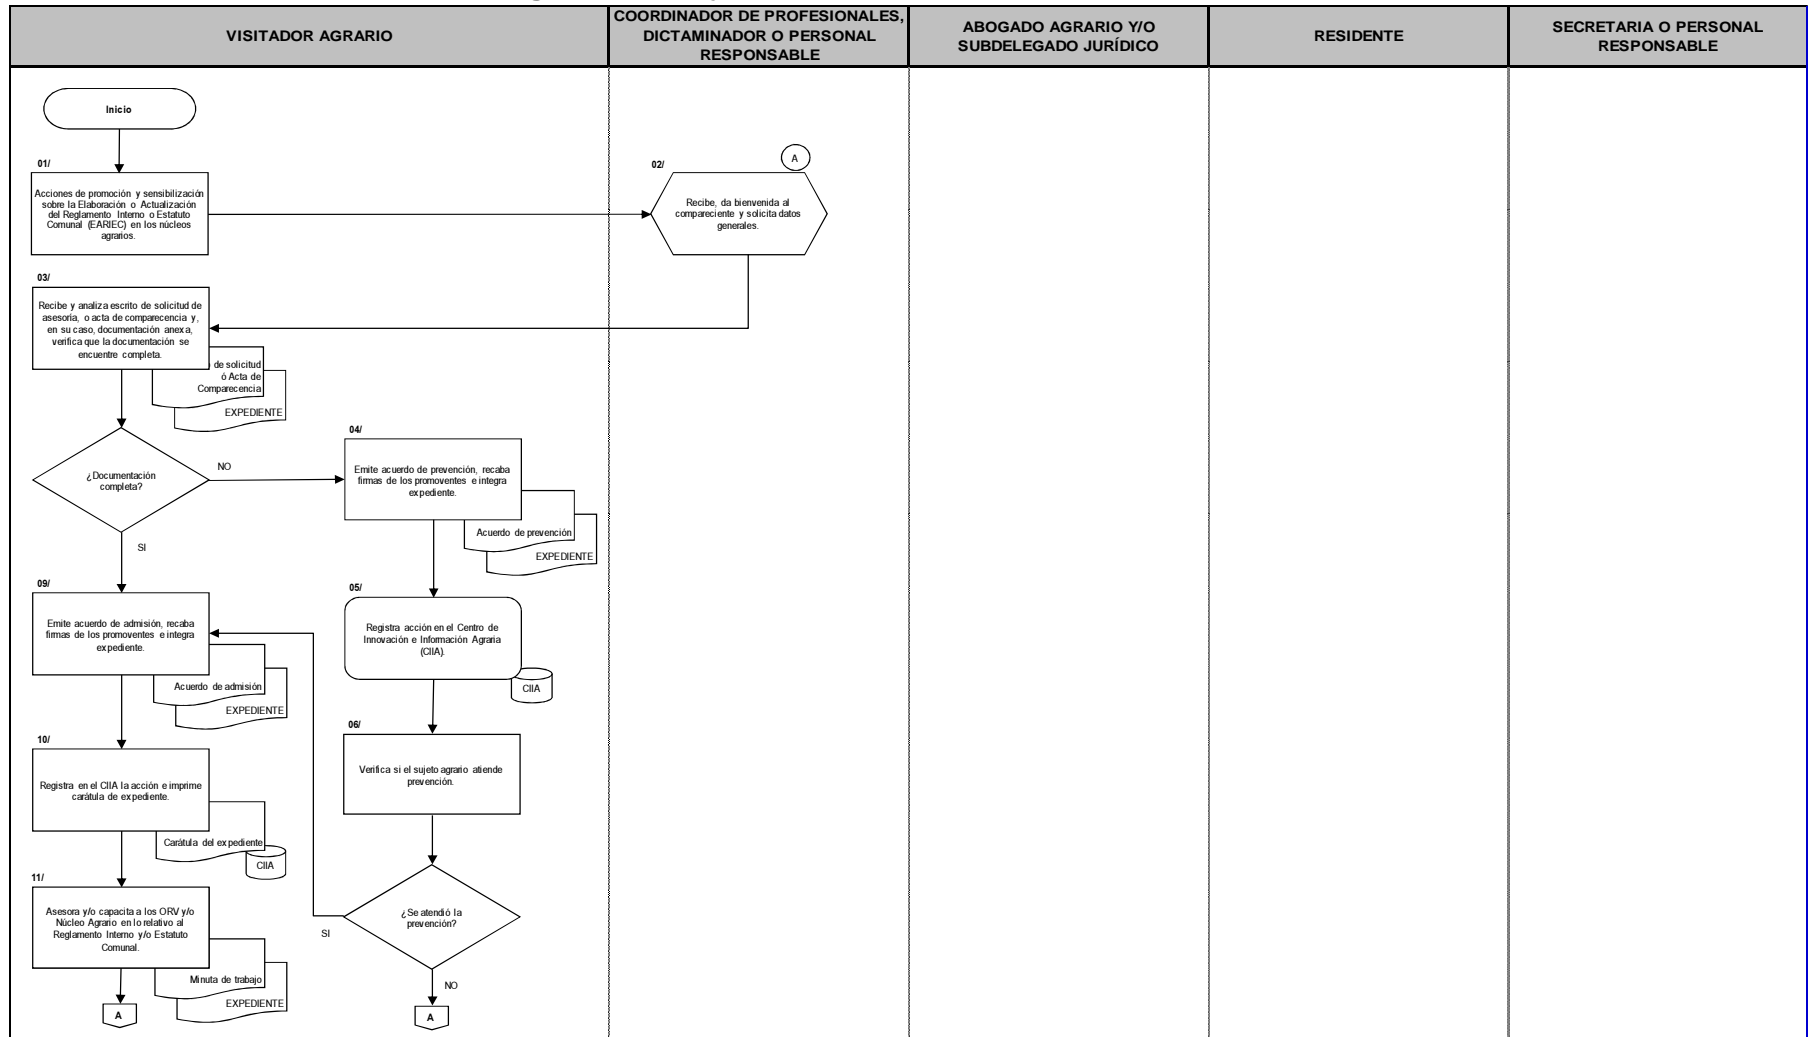 VISITADOR AGRARIO
COORDINADOR DE PROFESIONALES,
DICTAMINADOR O PERSONAL
RESPONSABLE
ABOGADO AGRARIO Y/O
SUBDELEGADO JURÍDICO
RESIDENTE
SECRETARIA O PERSONAL
RESPONSABLE
Inicio
01/
Acciones de promoción y sensibilización
sobre la Elaboración o Actualización
del Reglamento Interno o Estatuto
Comunal (EARIEC) en los núcleos
agrarios.
A
02/
Recibe, da bienvenida al
compareciente y solicita datos
generales.
03/
Recibe y analiza escrito de solicitud de
asesoría, o acta de comparecencia y,
en su caso, documentación anexa,
verifica que la documentación se
encuentre completa.
de solicitud
ó Acta de
Comparecencia
EXPEDIENTE
¿Documentación
completa?
NO
SI
04/
Emite acuerdo de prevención, recaba
firmas de los promoventes e integra
expediente.
Acuerdo de prevención
EXPEDIENTE
05/
Registra acción en el Centro de
Innovación e Información Agraria
(CIIA).
CIIA
06/
Verifica si el sujeto agrario atiende
prevención.
¿Se atendió la
prevención?
SI
NO
A
09/
Emite acuerdo de admisión, recaba
firmas de los promoventes e integra
expediente.
Acuerdo de admisión
EXPEDIENTE
10/
Registra en el CIIA la acción e imprime
carátula de expediente.
Carátula del expediente
CIIA
11/
Asesora y/o capacita a los ORV y/o
Núcleo Agrario en lo relativo al
Reglamento Interno y/o Estatuto
Comunal.
Minuta de trabajo
EXPEDIENTE
A